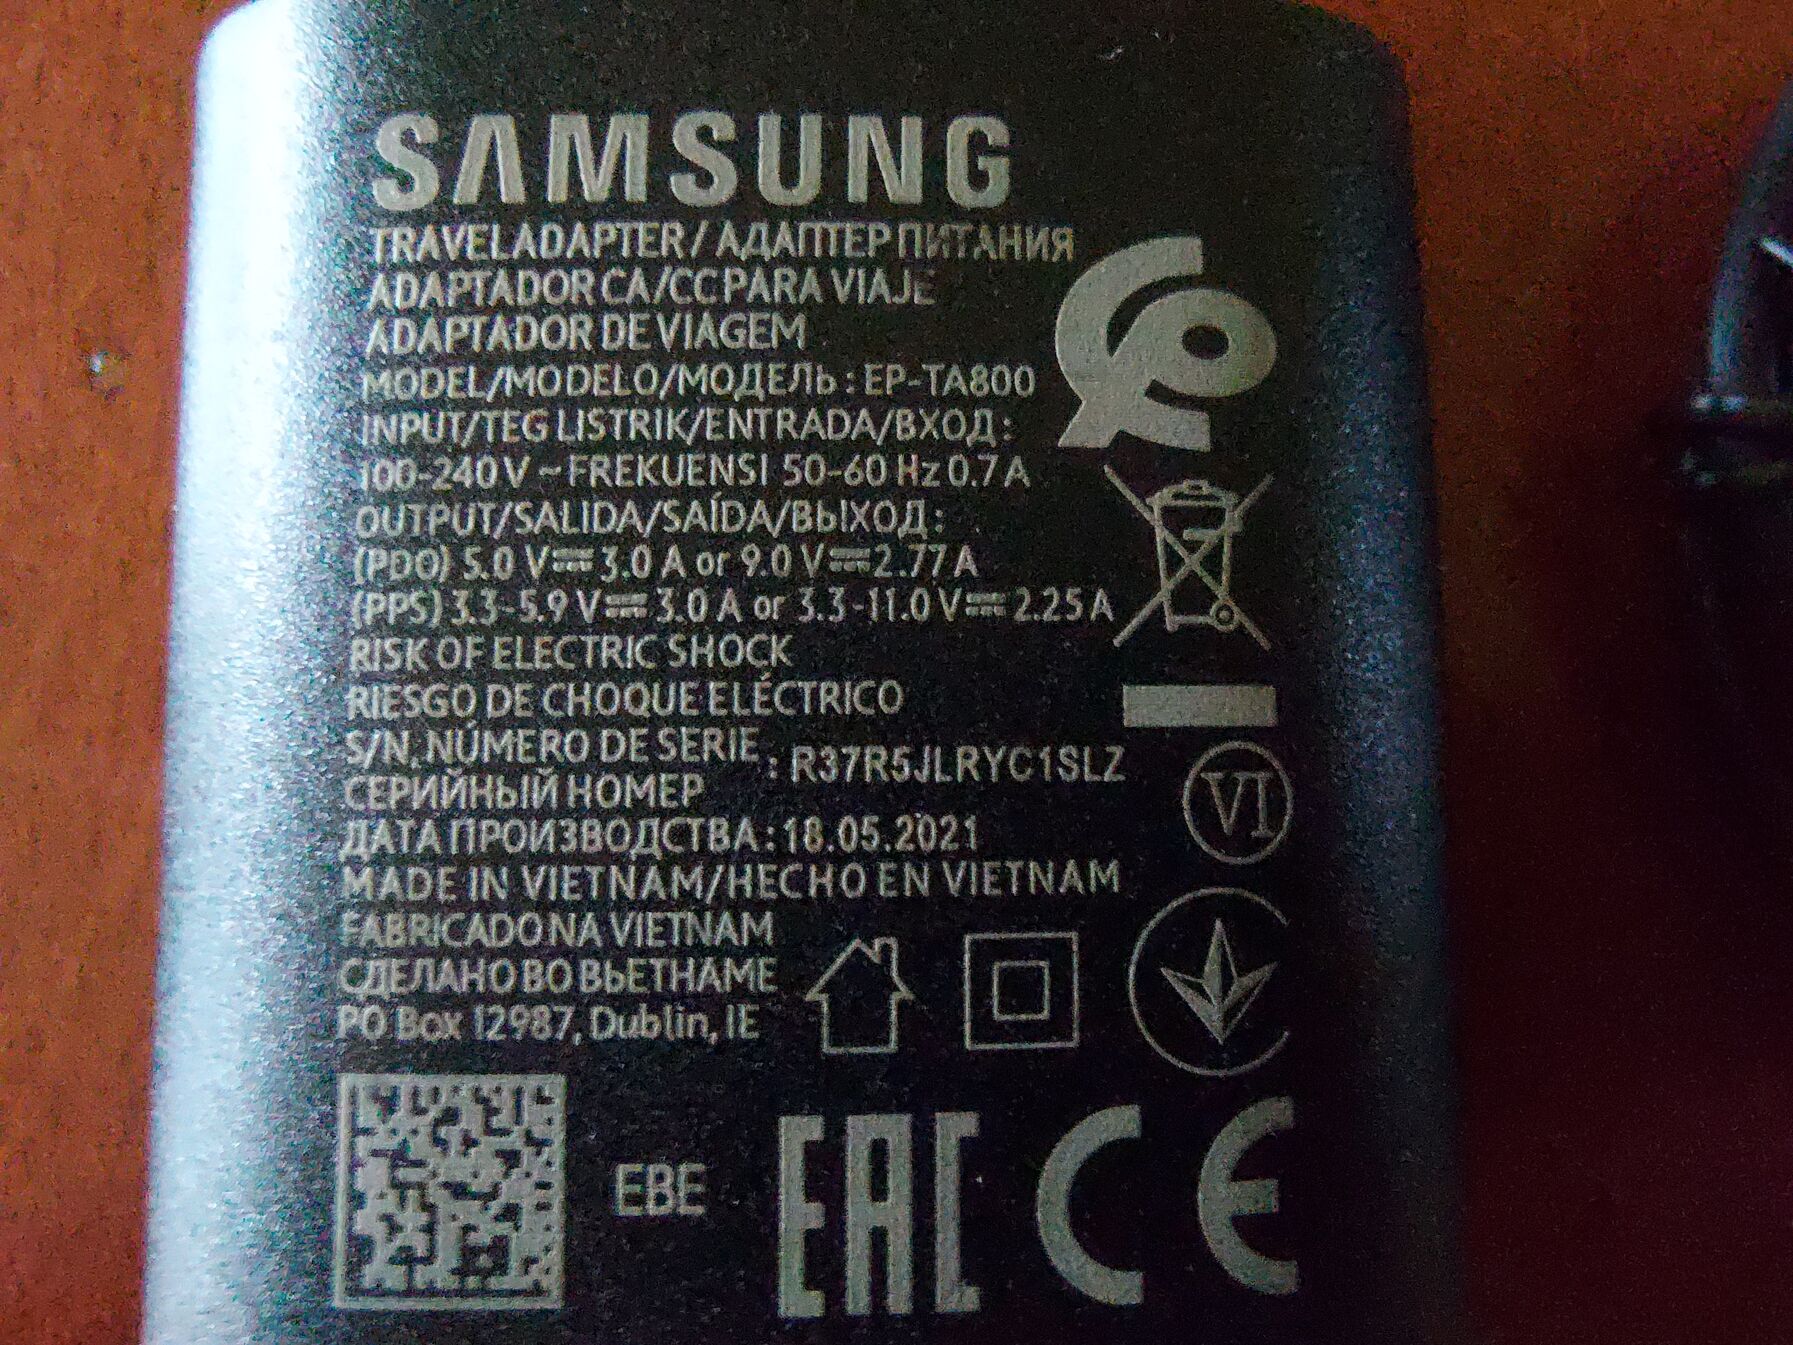 SAMSUNG
TRAVEL ADAPTER / АДАПТЕР ПИТАНИЯ
ADAPTADOR CA/CC PARA VIAJE
ADAPTADOR DE VIAGEM
MODEL/MODELO/МОДЕЛЬ : EP-TA800
INPUT/TEG LISTRIK/ENTRADA/ВХОД :
100-240 V ~ FREKUENSI 50-60 Hz 0.7 A
OUTPUT/SALIDA/SAÍDA/ВЫХОД :
(PDO) 5.0 V⎓3.0 A or 9.0 V⎓2.77 A
(PPS) 3.3-5.9 V⎓3.0 A or 3.3-11.0 V⎓2.25 A
RISK OF ELECTRIC SHOCK
RIESGO DE CHOQUE ELÉCTRICO
S/N, NÚMERO DE SERIE
СЕРИЙНЫЙ НОМЕР : R37R5JLRYC1SLZ
ДАТА ПРОИЗВОДСТВА : 18.05.2021
VI
MADE IN VIETNAM/HECHO EN VIETNAM
FABRICADO NA VIETNAM
СДЕЛАНО ВО ВЬЕТНАМЕ
PO Box 12987, Dublin, IE
EBE
EAC CE